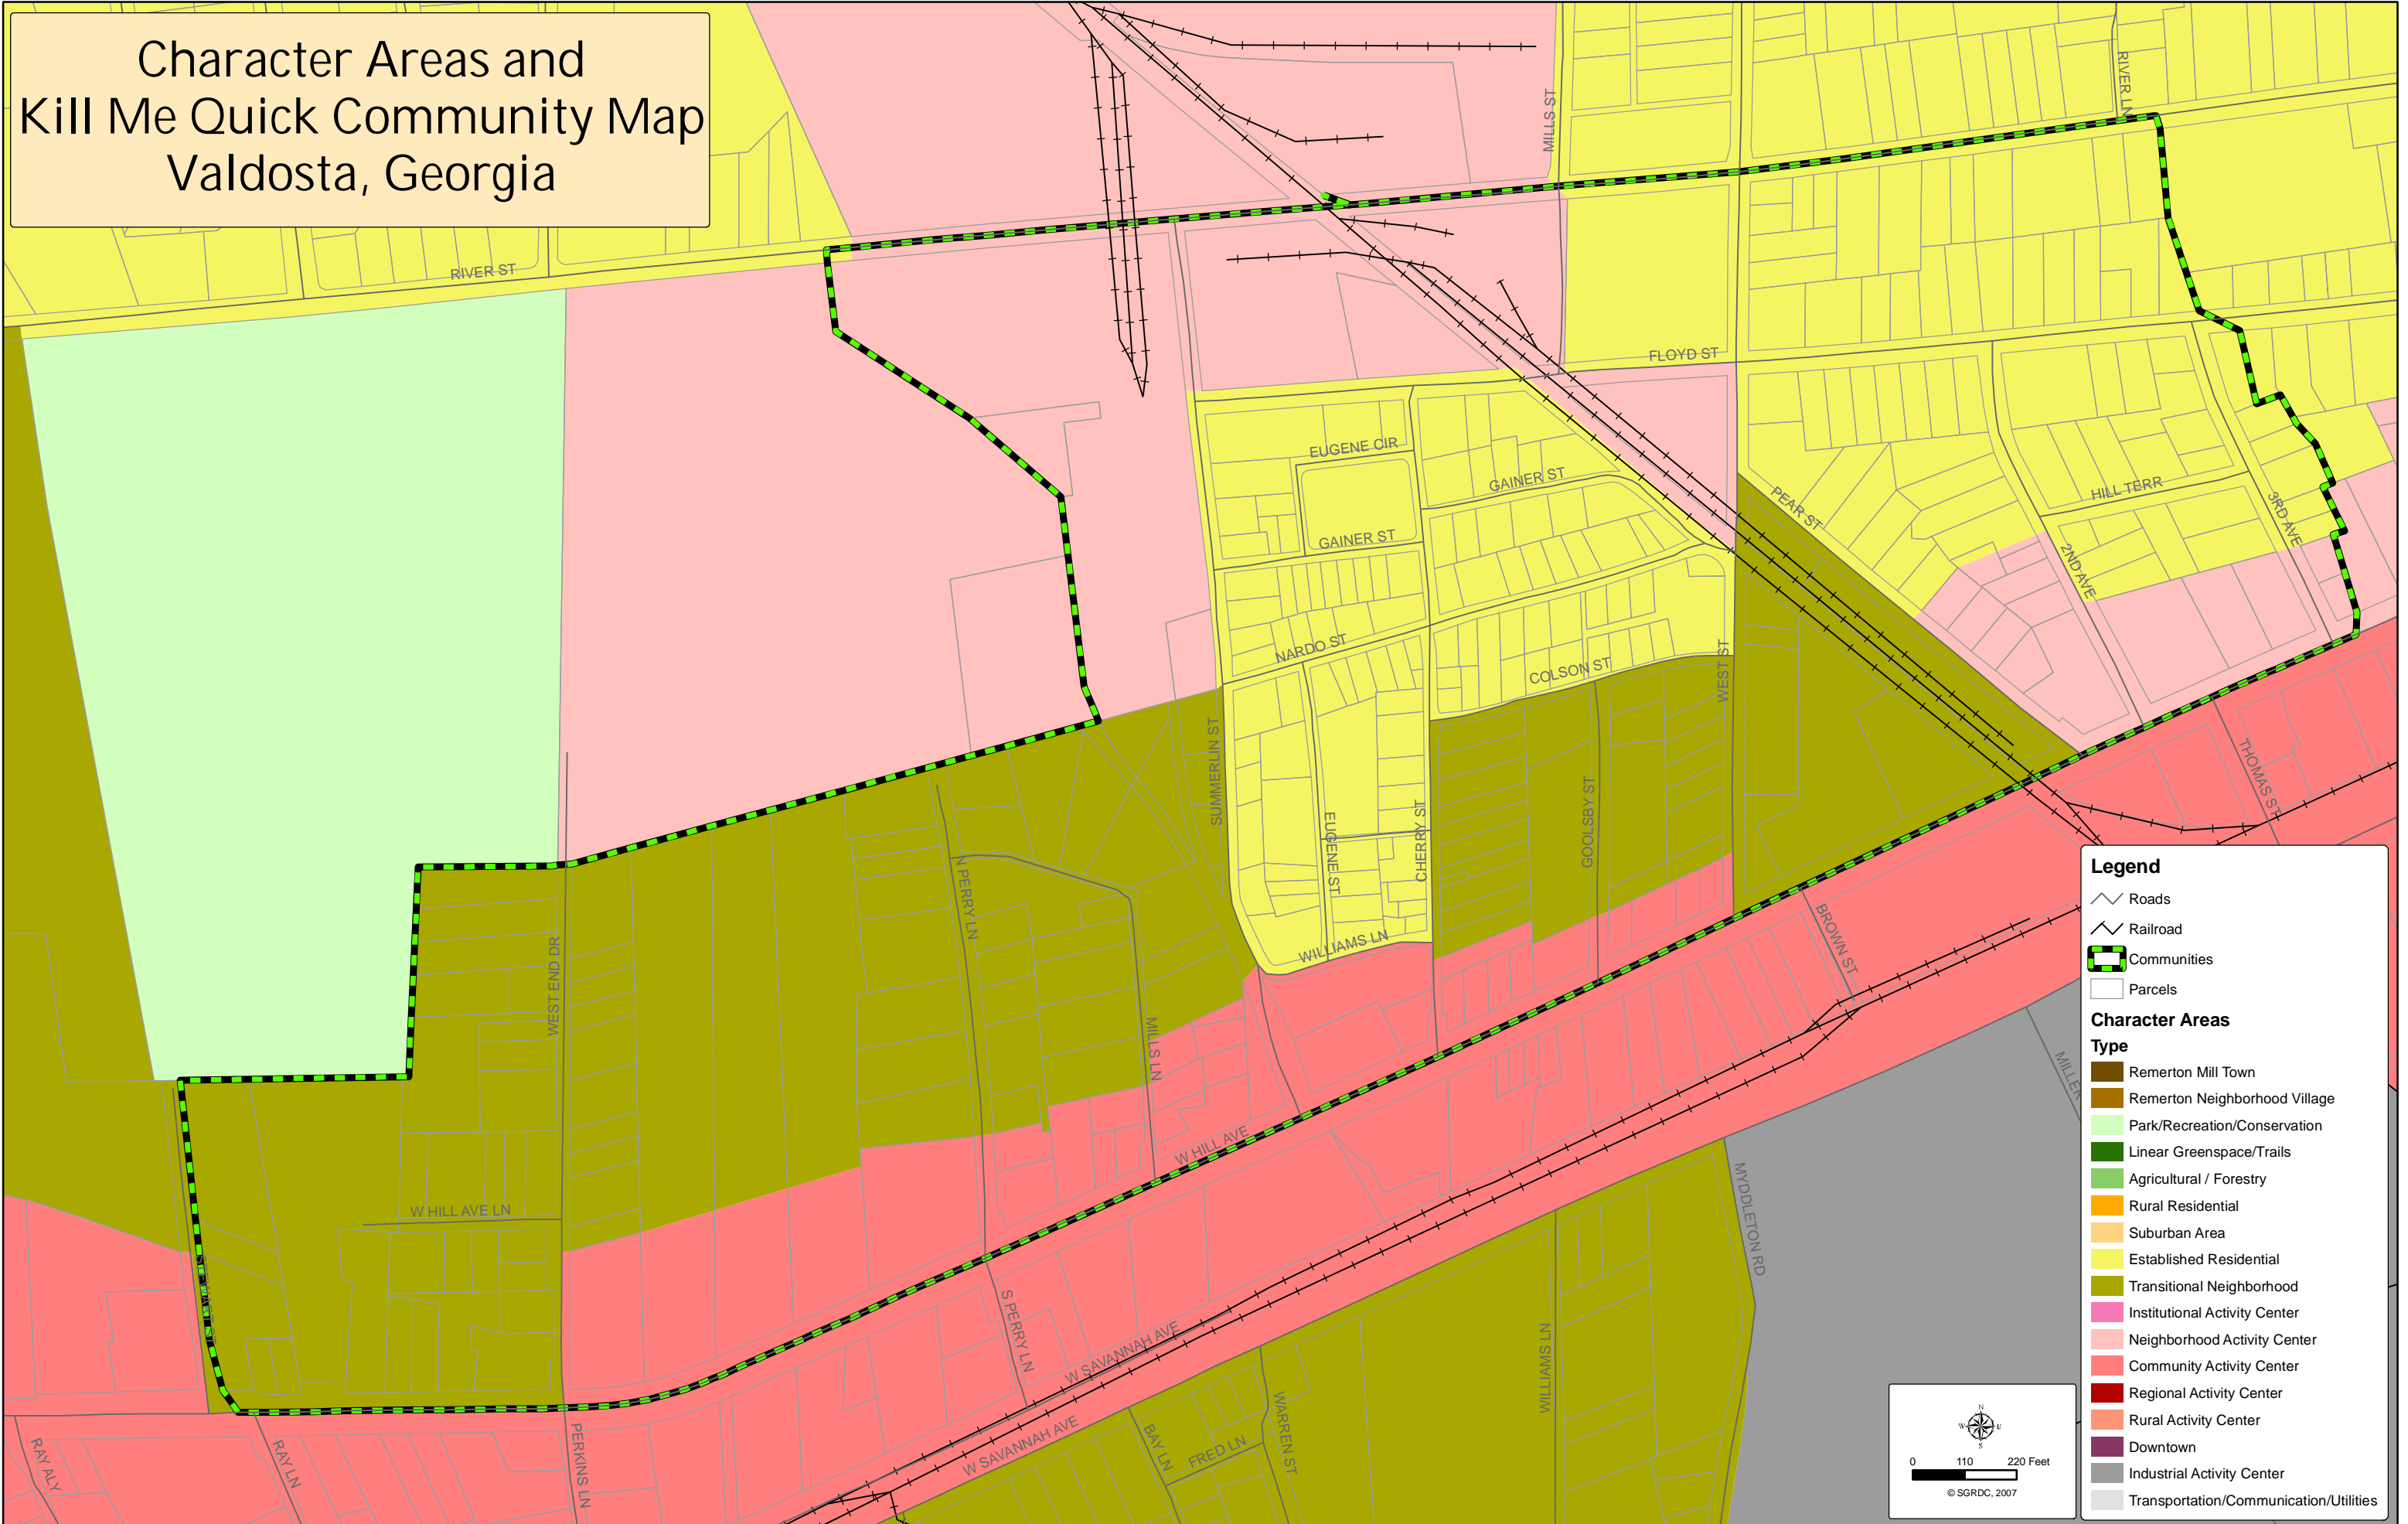 Character Areas and
Kill Me Quick Community Map
Valdosta, Georgia
RIVER ST
MILLS ST
RIVER LN
FLOYD ST
EUGENE CIR
GAINER ST
GAINER ST
PEAR ST
HILL TERR
3RD AVE
2ND AVE
NARDO ST
COLSON ST
WEST ST
SUMMERLIN ST
EUGENE ST
CHERRY ST
GOOLSBY ST
THOMAS ST
N PERRY LN
WILLIAMS LN
BROWN ST
WEST END DR
MILLS LN
MILLER
W HILL AVE
W HILL AVE LN
MYDDLETON RD
S PERRY LN
W SAVANNAH AVE
WILLIAMS LN
W SAVANNAH AVE
WARREN ST
BAY LN
FRED LN
RAY ALY
RAY LN
PERKINS LN
Legend
Roads
Railroad
Communities
Parcels
Character Areas
Type
Remerton Mill Town
Remerton Neighborhood Village
Park/Recreation/Conservation
Linear Greenspace/Trails
Agricultural / Forestry
Rural Residential
Suburban Area
Established Residential
Transitional Neighborhood
Institutional Activity Center
Neighborhood Activity Center
Community Activity Center
Regional Activity Center
Rural Activity Center
Downtown
Industrial Activity Center
Transportation/Communication/Utilities
N
W E
S
0 110 220 Feet
© SGRDC, 2007